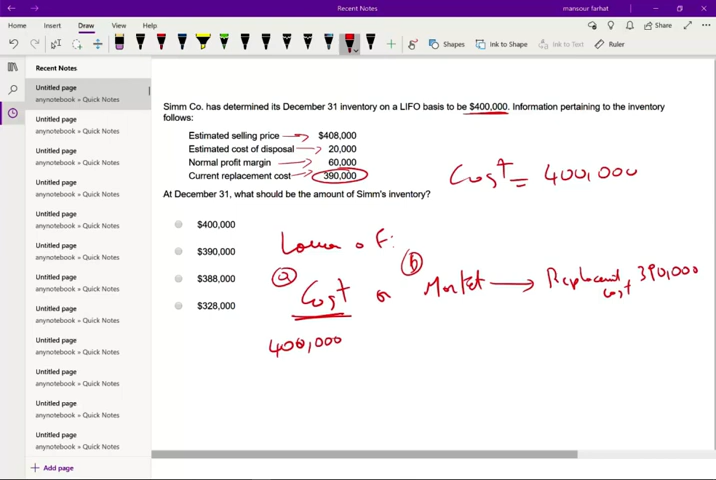 Recent Notes
mansour farhat
Home
Insert
Draw
View
Help
Share
Shapes
Ink to Shape
Ink to Text
Ruler
Recent Notes
Untitled page
anynotebook » Quick Notes
Untitled page
anynotebook » Quick Notes
Untitled page
anynotebook » Quick Notes
Untitled page
anynotebook » Quick Notes
Untitled page
anynotebook » Quick Notes
Untitled page
anynotebook » Quick Notes
Untitled page
anynotebook » Quick Notes
Untitled page
anynotebook » Quick Notes
Untitled page
anynotebook » Quick Notes
Untitled page
anynotebook » Quick Notes
Untitled page
anynotebook » Quick Notes
Untitled page
anynotebook » Quick Notes
+ Add page
Simm Co. has determined its December 31 inventory on a LIFO basis to be $400,000. Information pertaining to the inventory
follows:
Estimated selling price $408,000
Estimated cost of disposal 20,000
Normal profit margin 60,000
Current replacement cost 390,000
Cost = 400,000
At December 31, what should be the amount of Simm's inventory?
$400,000
$390,000
$388,000
$328,000
Lower of:
(a) Cost or (b) Market → Replacement cost 390,000
400,000